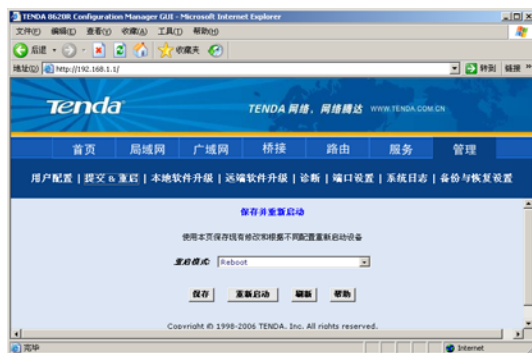 TENDA 8620R Configuration Manager GUI - Microsoft Internet Explorer
文件(F) 编辑(E) 查看(V) 收藏(A) 工具(T) 帮助(H)
后退 收藏夹
地址(D) http://192.168.1.1/ 转到 链接 »
Tenda TENDA 网维, 网络腾达 WWW.TENDA.COM.CN
首页 局域网 广域网 桥接 路由 服务 管理
用户配置 | 提交 & 重启 | 本地软件升级 | 远端软件升级 | 诊断 | 端口设置 | 系统日志 | 备份与恢复设置
保存并重新启动
使用本页保存现有修改和根据不同配置重新启动设备
重启模式: Reboot
保存 重新启动 刷新 帮助
Copyright © 1998-2006 TENDA. Inc. All rights reserved.
完毕 Internet